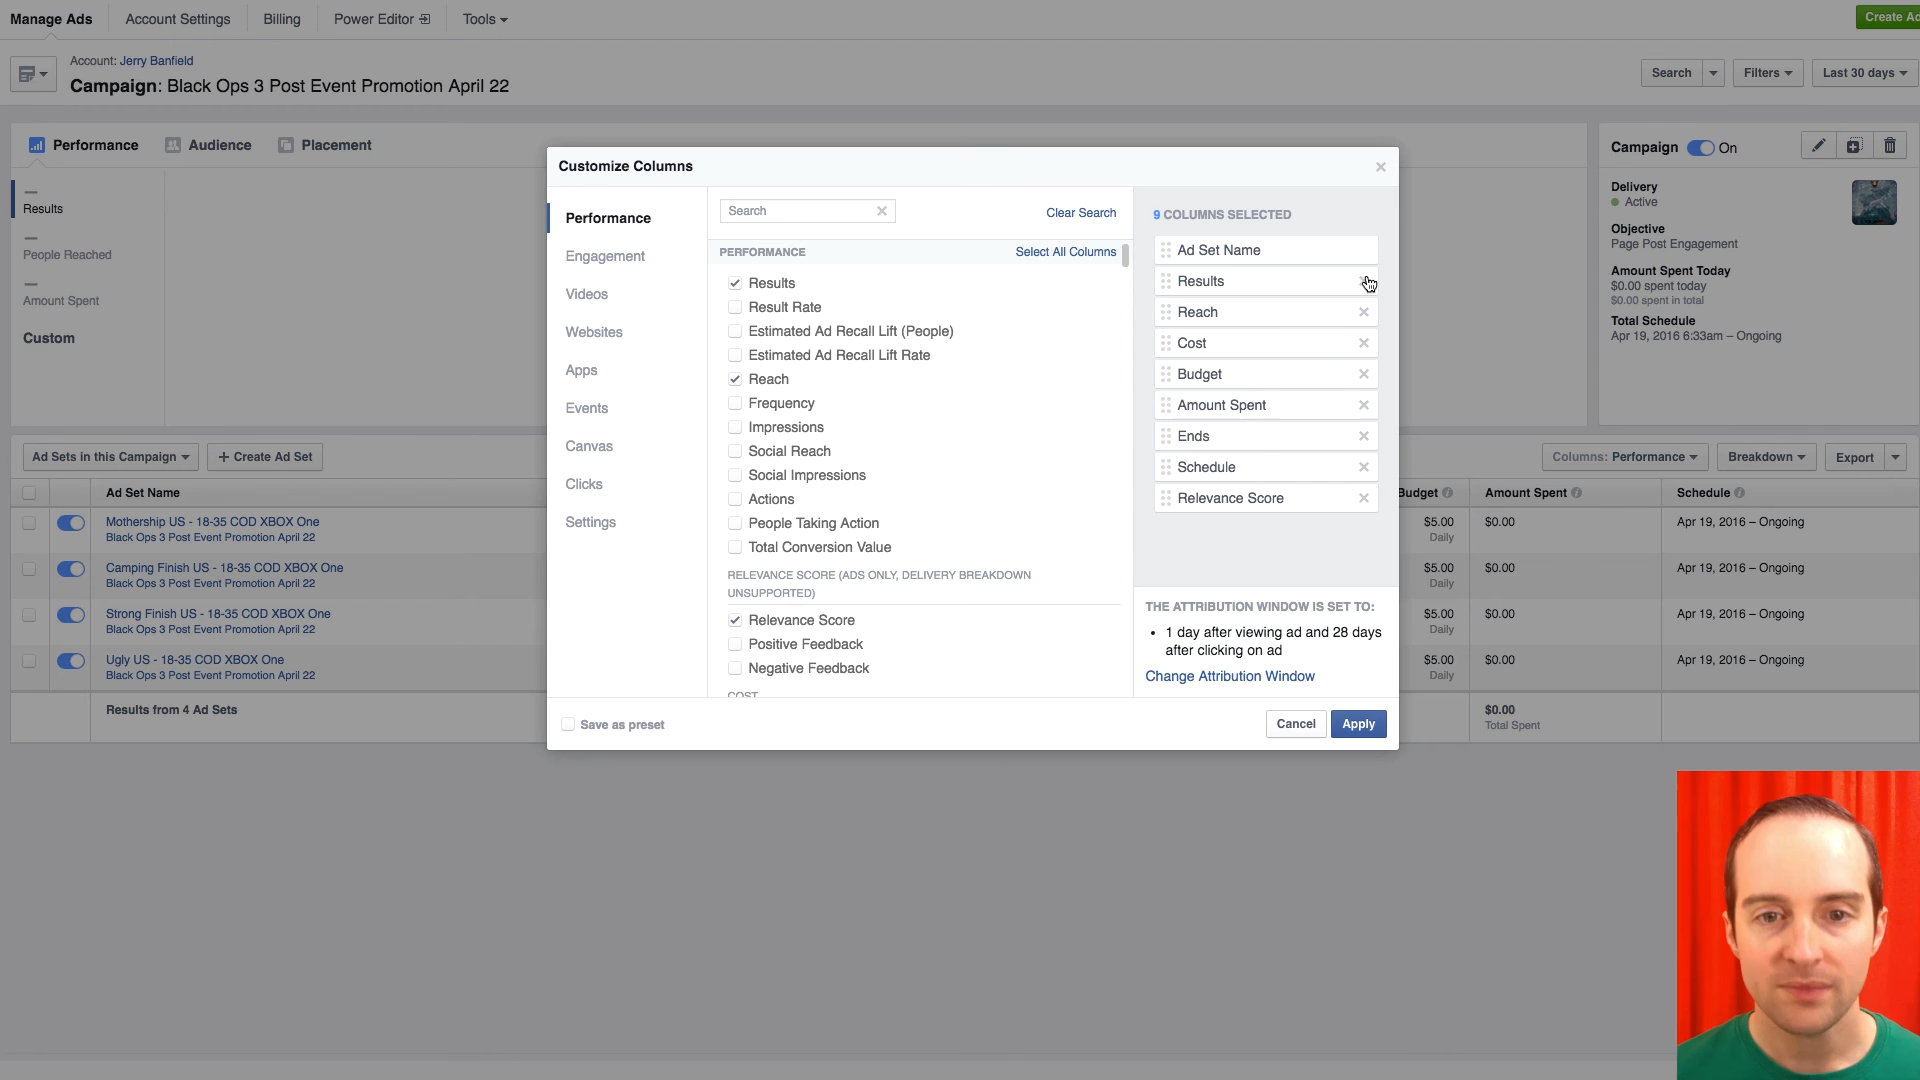 Manage Ads
Account Settings
Billing
Power Editor
Tools
Create Ad
Account: Jerry Banfield
Campaign: Black Ops 3 Post Event Promotion April 22
Search
Filters
Last 30 days
Performance
Audience
Placement
Results
People Reached
Amount Spent
Custom
Campaign On
Delivery
Active
Objective
Page Post Engagement
Amount Spent Today
$0.00 spent today
$0.00 spent in total
Total Schedule
Apr 19, 2016 6:33am – Ongoing
Customize Columns
Performance
Engagement
Videos
Websites
Apps
Events
Canvas
Clicks
Settings
Search
Clear Search
PERFORMANCE
Select All Columns
Results
Result Rate
Estimated Ad Recall Lift (People)
Estimated Ad Recall Lift Rate
Reach
Frequency
Impressions
Social Reach
Social Impressions
Actions
People Taking Action
Total Conversion Value
RELEVANCE SCORE (ADS ONLY, DELIVERY BREAKDOWN
UNSUPPORTED)
Relevance Score
Positive Feedback
Negative Feedback
COST
9 COLUMNS SELECTED
Ad Set Name
Results
Reach
Cost
Budget
Amount Spent
Ends
Schedule
Relevance Score
THE ATTRIBUTION WINDOW IS SET TO:
• 1 day after viewing ad and 28 days
after clicking on ad
Change Attribution Window
Save as preset
Cancel
Apply
Ad Sets in this Campaign
+ Create Ad Set
Columns: Performance
Breakdown
Export
Ad Set Name
Budget
Amount Spent
Schedule
Mothership US - 18-35 COD XBOX One
Black Ops 3 Post Event Promotion April 22
$5.00
Daily
$0.00
Apr 19, 2016 – Ongoing
Camping Finish US - 18-35 COD XBOX One
Black Ops 3 Post Event Promotion April 22
$5.00
Daily
$0.00
Apr 19, 2016 – Ongoing
Strong Finish US - 18-35 COD XBOX One
Black Ops 3 Post Event Promotion April 22
$5.00
Daily
$0.00
Apr 19, 2016 – Ongoing
Ugly US - 18-35 COD XBOX One
Black Ops 3 Post Event Promotion April 22
$5.00
Daily
$0.00
Apr 19, 2016 – Ongoing
Results from 4 Ad Sets
$0.00
Total Spent